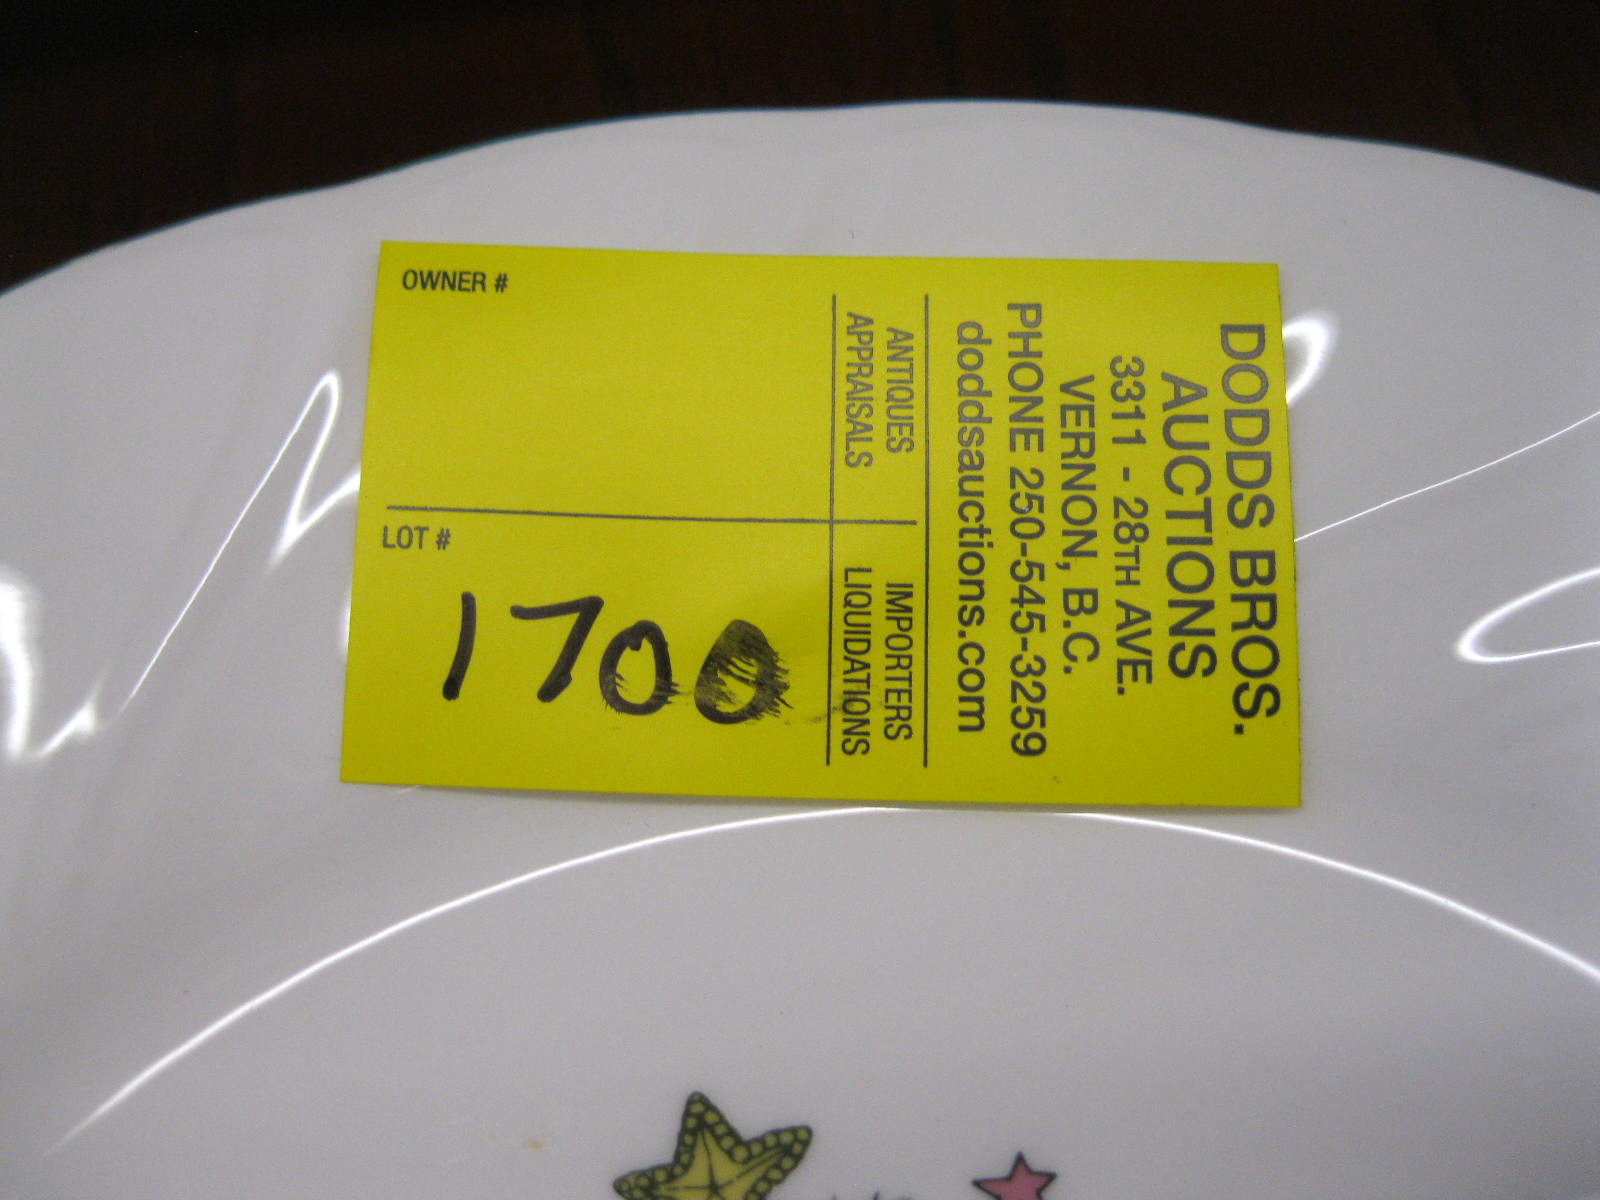 OWNER #
LOT #
1700
DODDS BROS.
AUCTIONS
3311 - 28TH AVE.
VERNON, B.C.
PHONE 250-545-3259
doddsauctions.com
ANTIQUES
APPRAISALS
IMPORTERS
LIQUIDATIONS